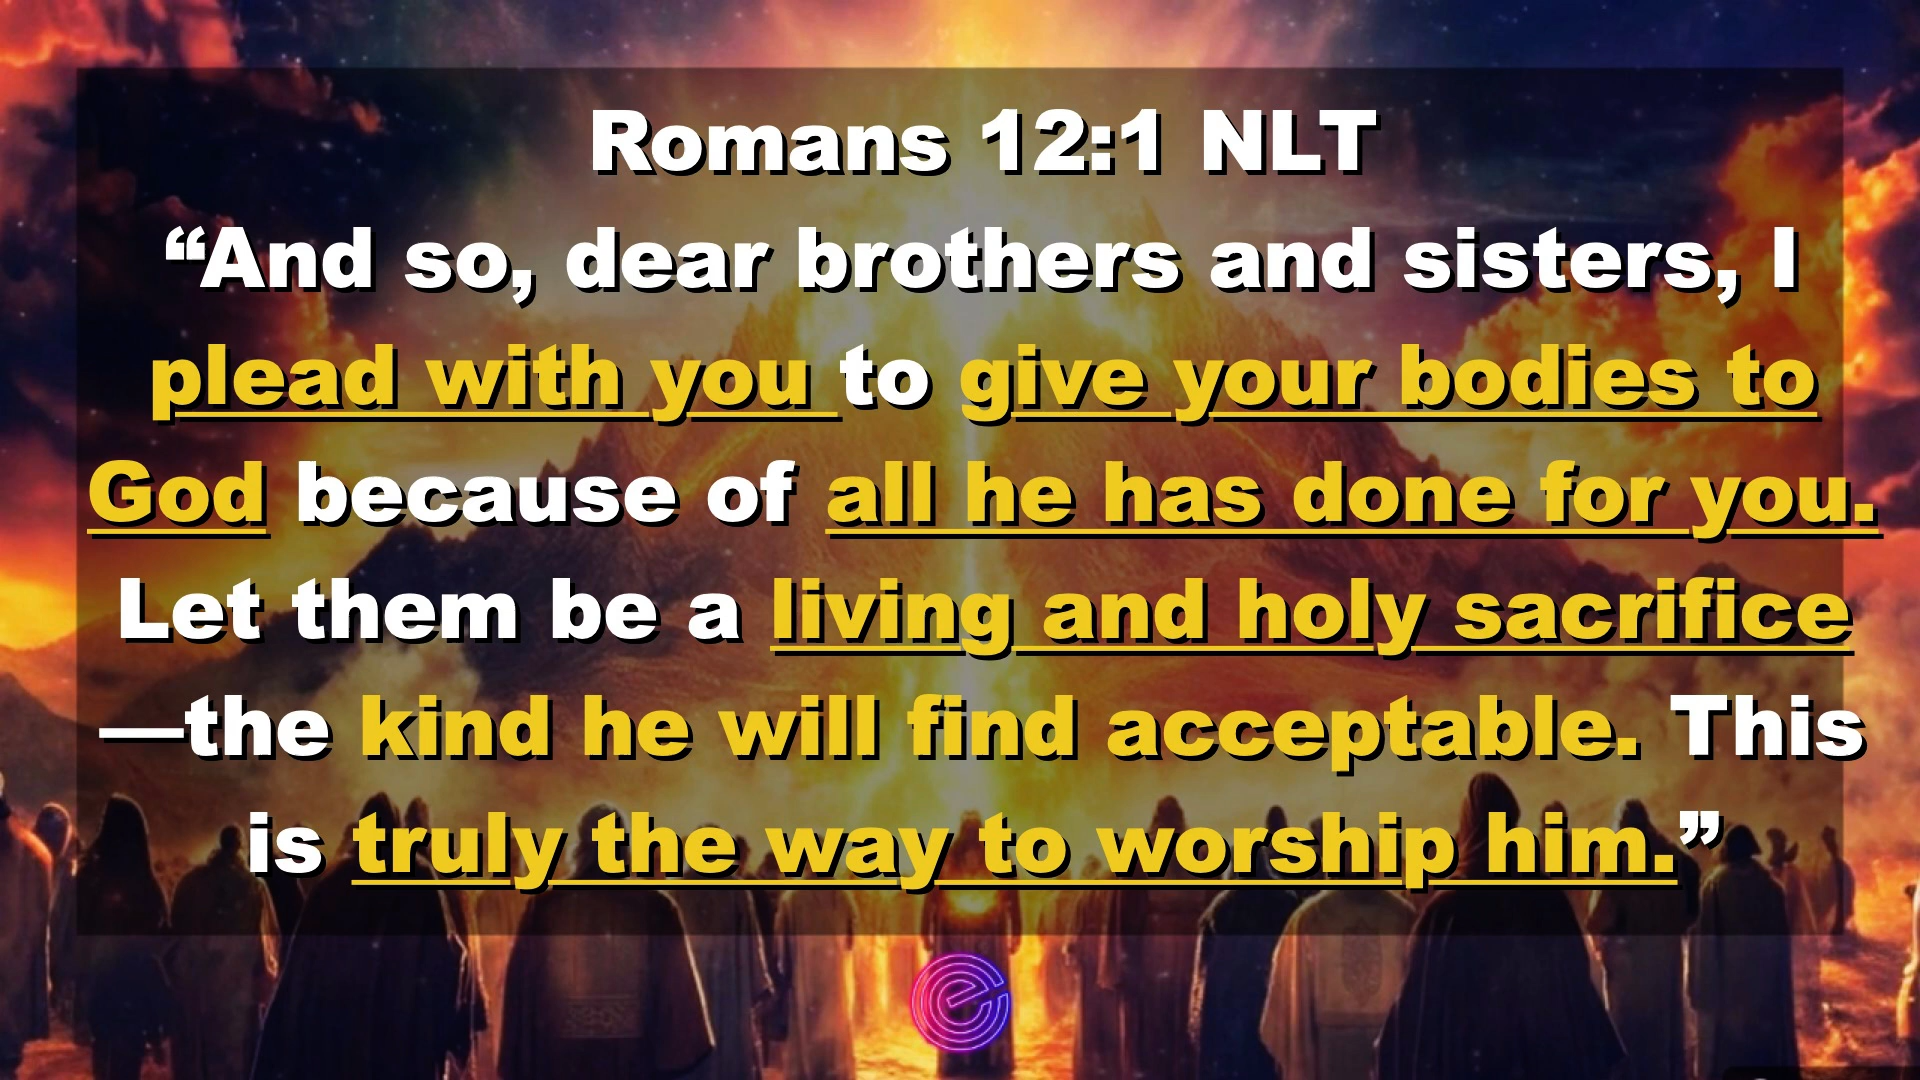 Romans 12:1 NLT
“And so, dear brothers and sisters, I
plead with you to give your bodies to
God because of all he has done for you.
Let them be a living and holy sacrifice
—the kind he will find acceptable. This
is truly the way to worship him.”
e